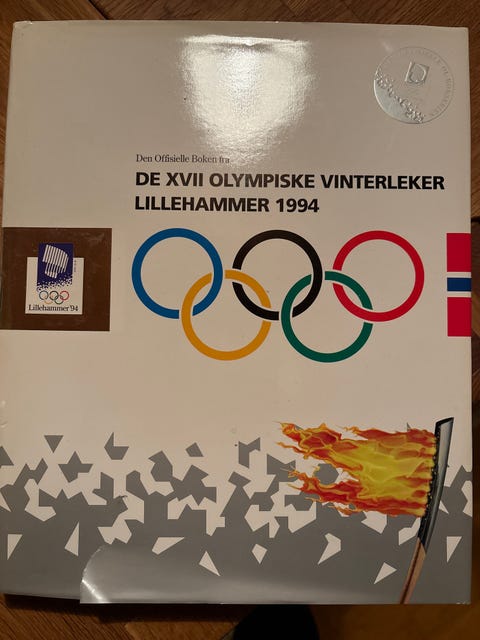 Den Offisielle Boken fra
DE XVII OLYMPISKE VINTERLEKER
LILLEHAMMER 1994
Lillehammer '94